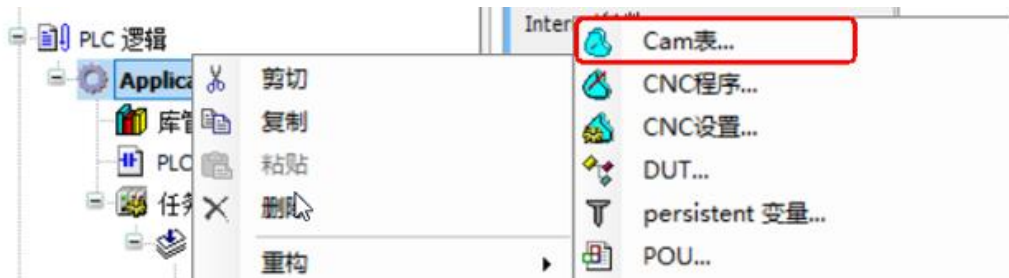 PLC 逻辑
Applica
库管
PLC
任务
剪切
复制
粘贴
删除
重构
Inter
Cam表...
CNC程序...
CNC设置...
DUT...
persistent 变量...
POU...